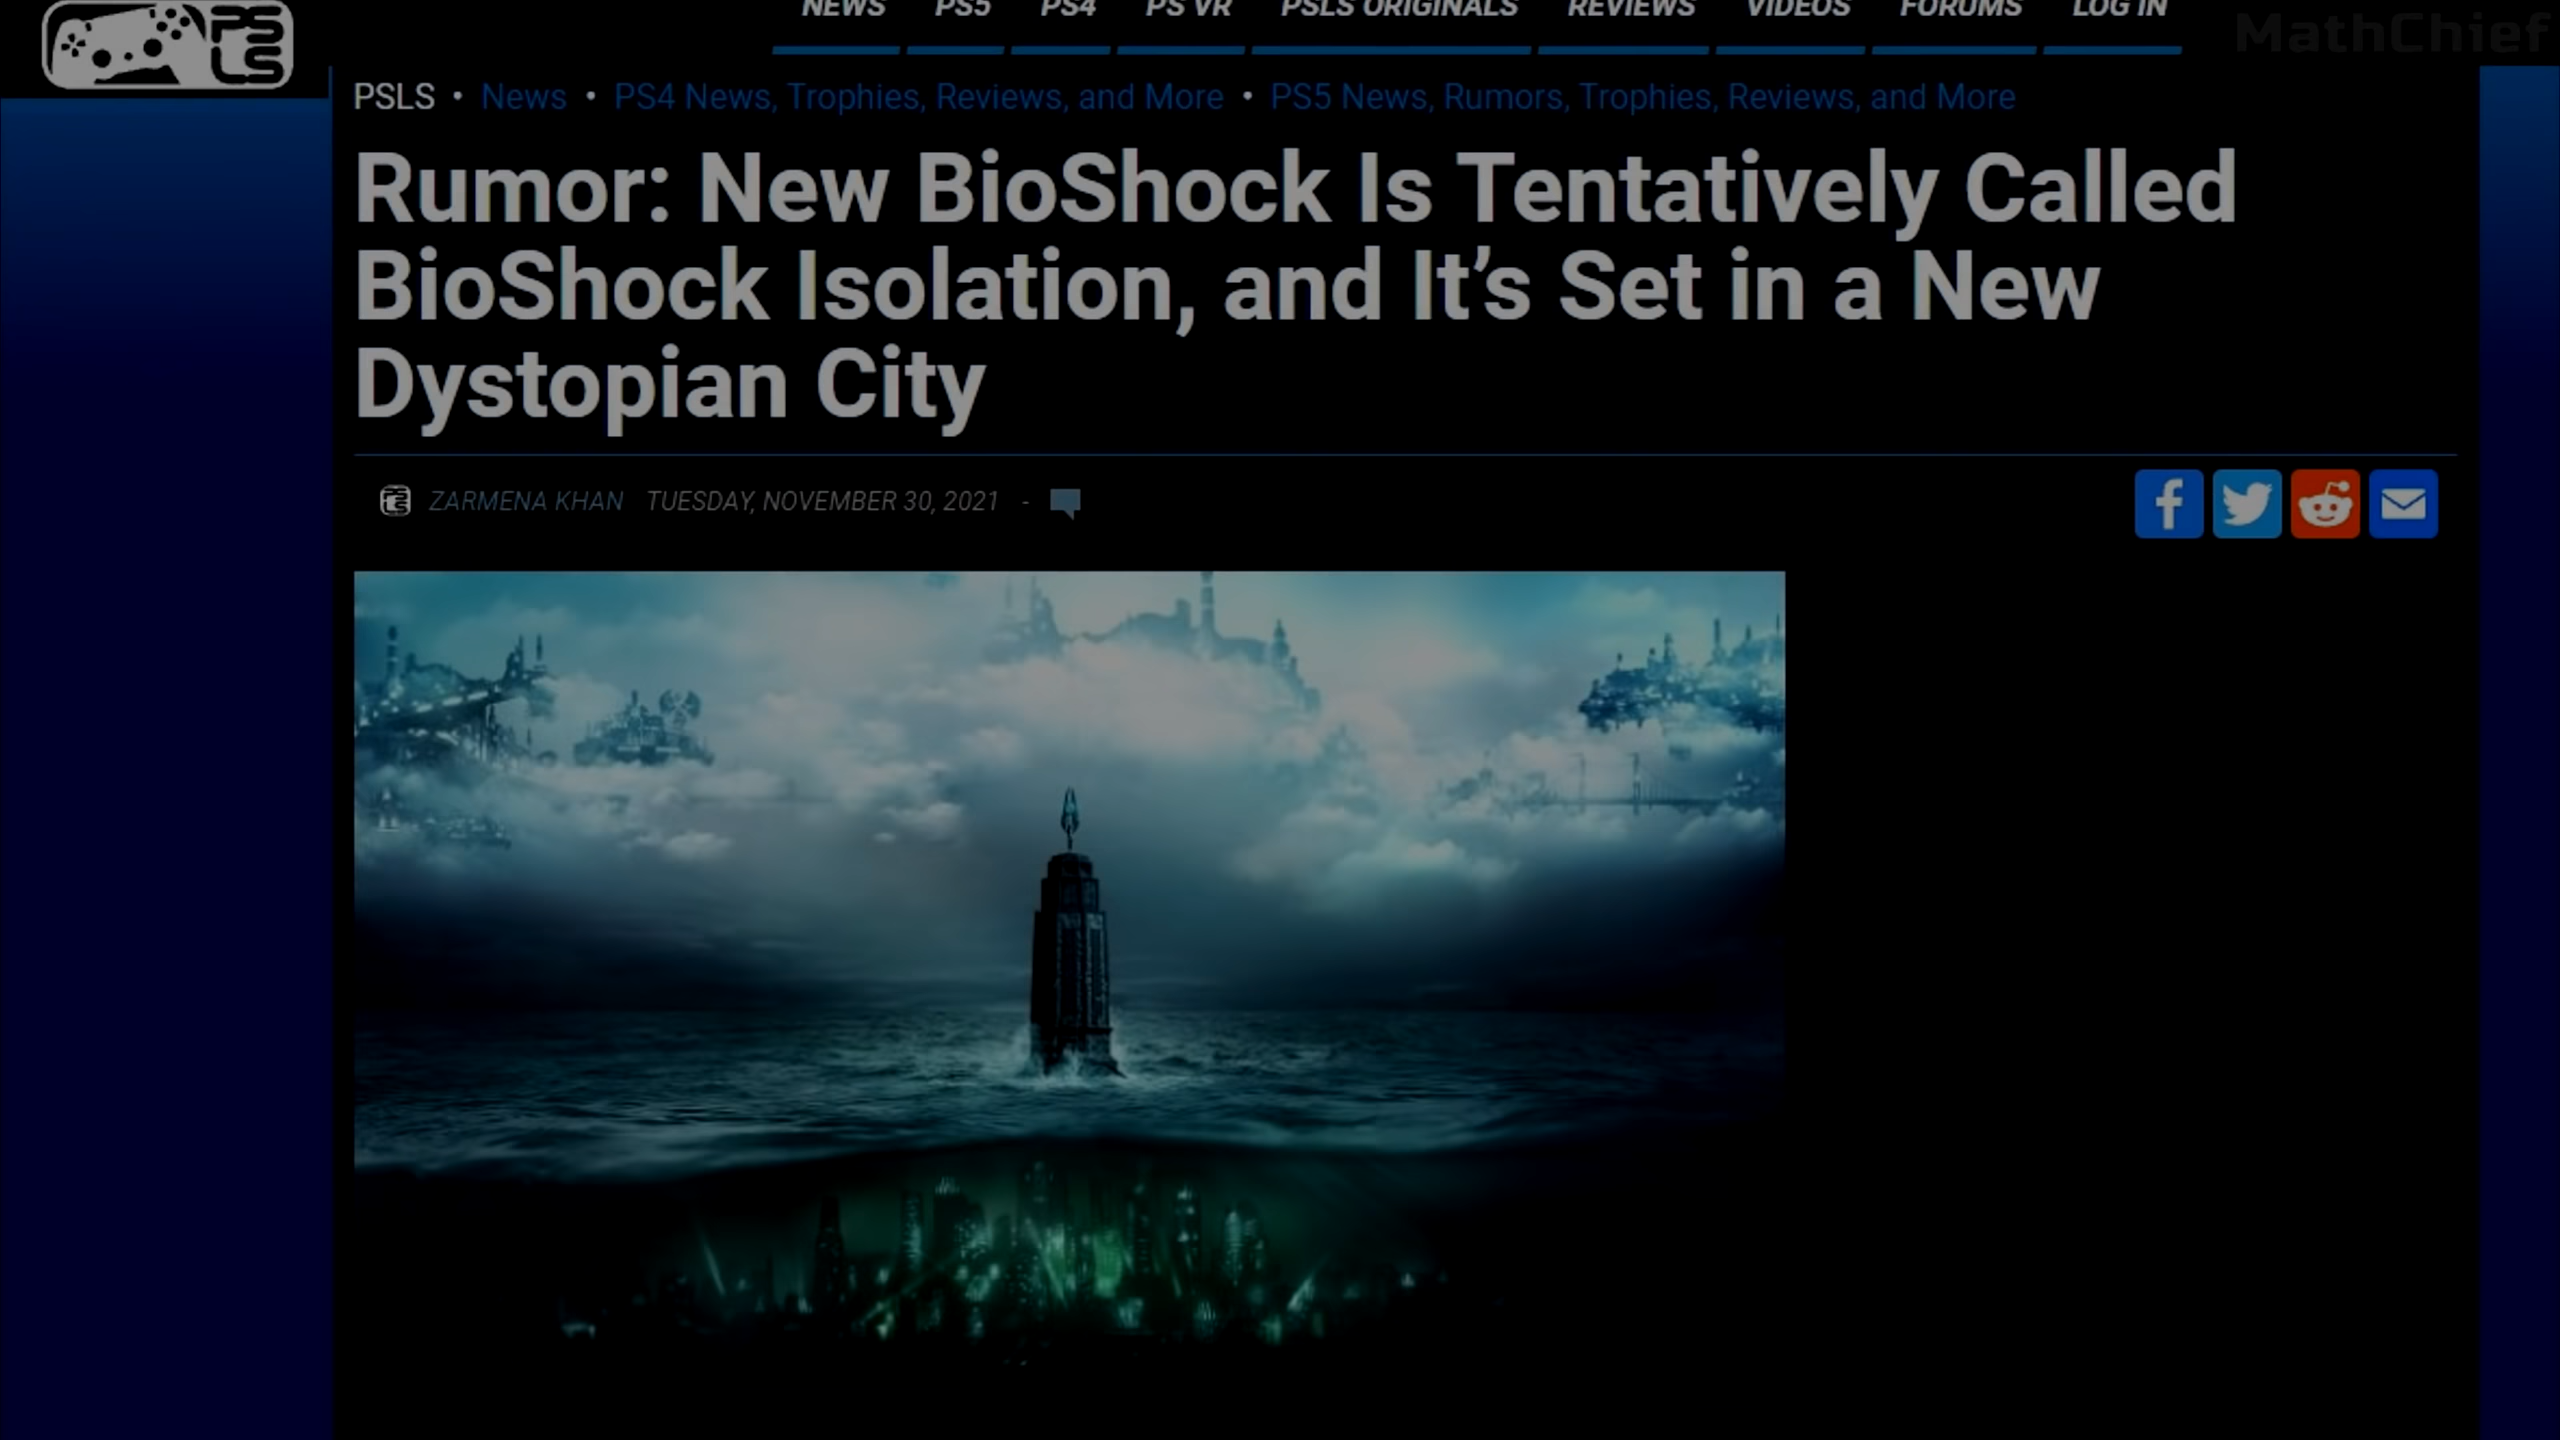 PS
LS
NEWS PS5 PS4 PS VR PSLS ORIGINALS REVIEWS VIDEOS FORUMS LOG IN
MathChief
PSLS • News • PS4 News, Trophies, Reviews, and More • PS5 News, Rumors, Trophies, Reviews, and More
Rumor: New BioShock Is Tentatively Called
BioShock Isolation, and It’s Set in a New
Dystopian City
ZARMENA KHAN TUESDAY, NOVEMBER 30, 2021 -